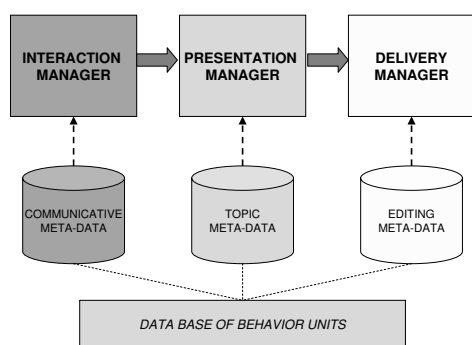 INTERACTION
MANAGER
PRESENTATION
MANAGER
DELIVERY
MANAGER
COMMUNICATIVE
META-DATA
TOPIC
META-DATA
EDITING
META-DATA
DATA BASE OF BEHAVIOR UNITS